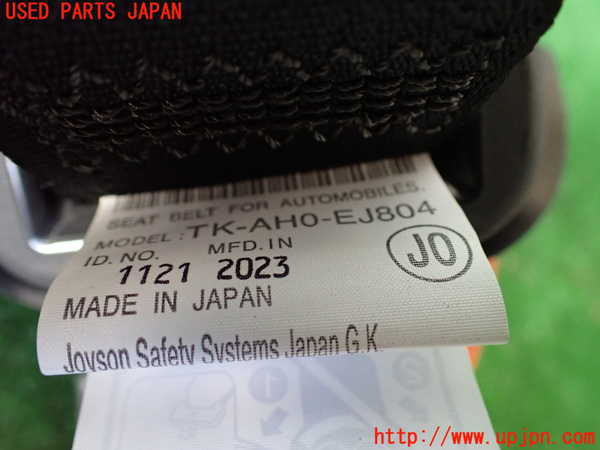 USED PARTS JAPAN
SEAT BELT FOR AUTOMOBILES.
MODEL: TK-AH0-EJ804
ID. NO. MFD. IN
1121 2023
JO
MADE IN JAPAN
Joyson Safety Systems Japan G.K.
http://www.upjpn.com